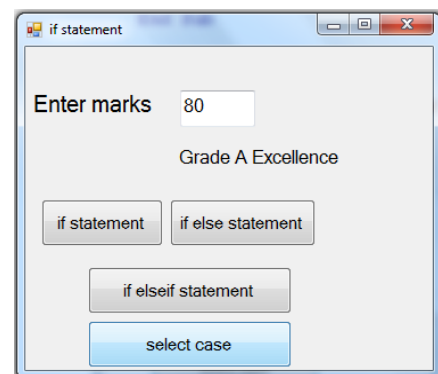 if statement
Enter marks 80
Grade A Excellence
if statement if else statement
if elseif statement
select case